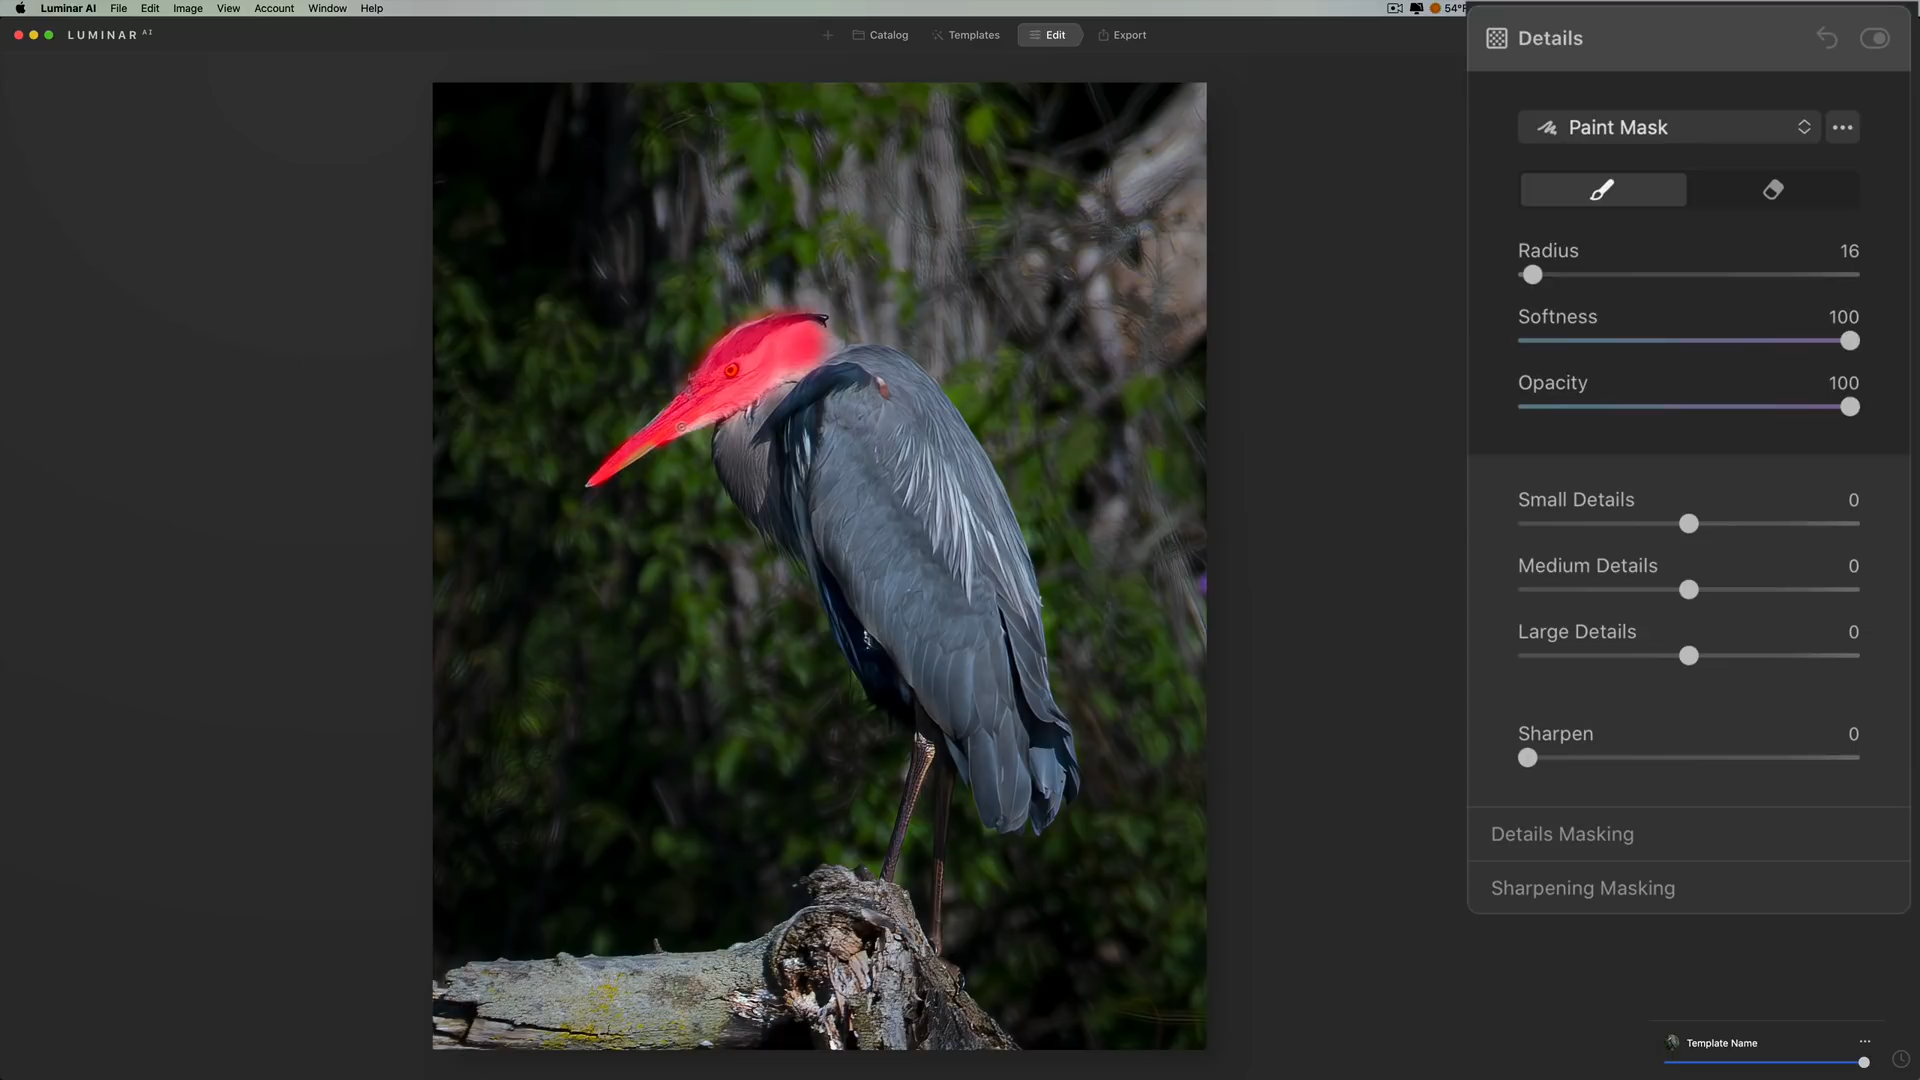 Luminar AI File Edit Image View Account Window Help
54°F
LUMINAR AI
Catalog Templates Edit Export
Details
Paint Mask
Radius 16
Softness 100
Opacity 100
Small Details 0
Medium Details 0
Large Details 0
Sharpen 0
Details Masking
Sharpening Masking
Template Name